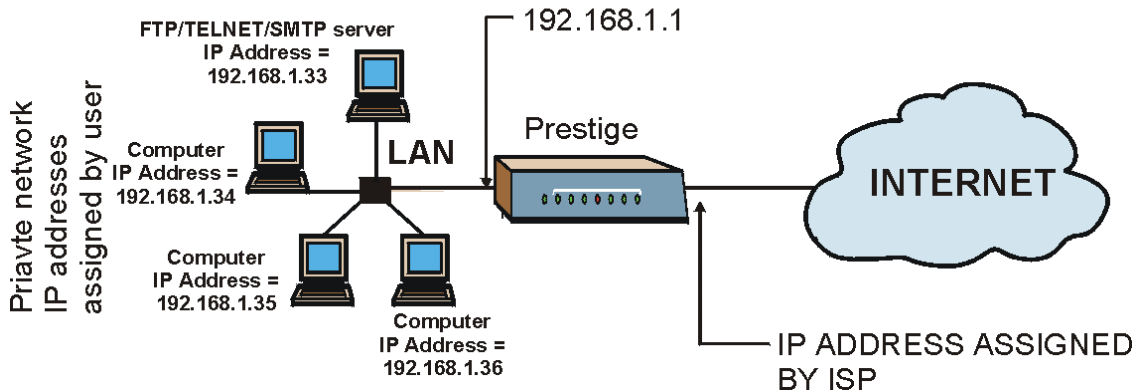 Priavte network
IP addresses
assigned by user
FTP/TELNET/SMTP server
IP Address =
192.168.1.33
Computer
IP Address =
192.168.1.34
Computer
IP Address =
192.168.1.35
Computer
IP Address =
192.168.1.36
LAN
192.168.1.1
Prestige
INTERNET
IP ADDRESS ASSIGNED
BY ISP